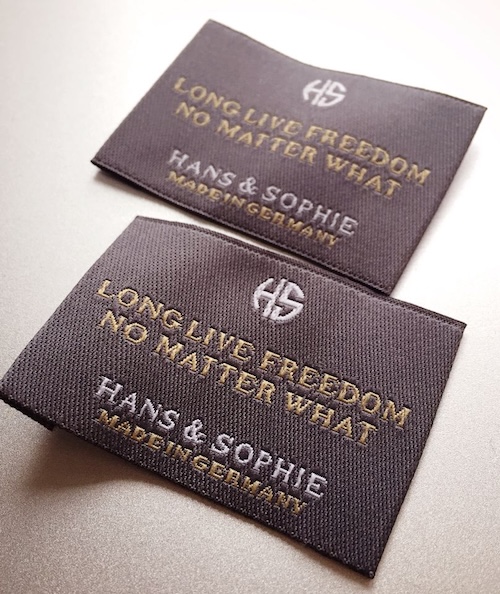 HS
LONG LIVE FREEDOM
NO MATTER WHAT
HANS & SOPHIE
MADE IN GERMANY
HS
LONG LIVE FREEDOM
NO MATTER WHAT
HANS & SOPHIE
MADE IN GERMANY